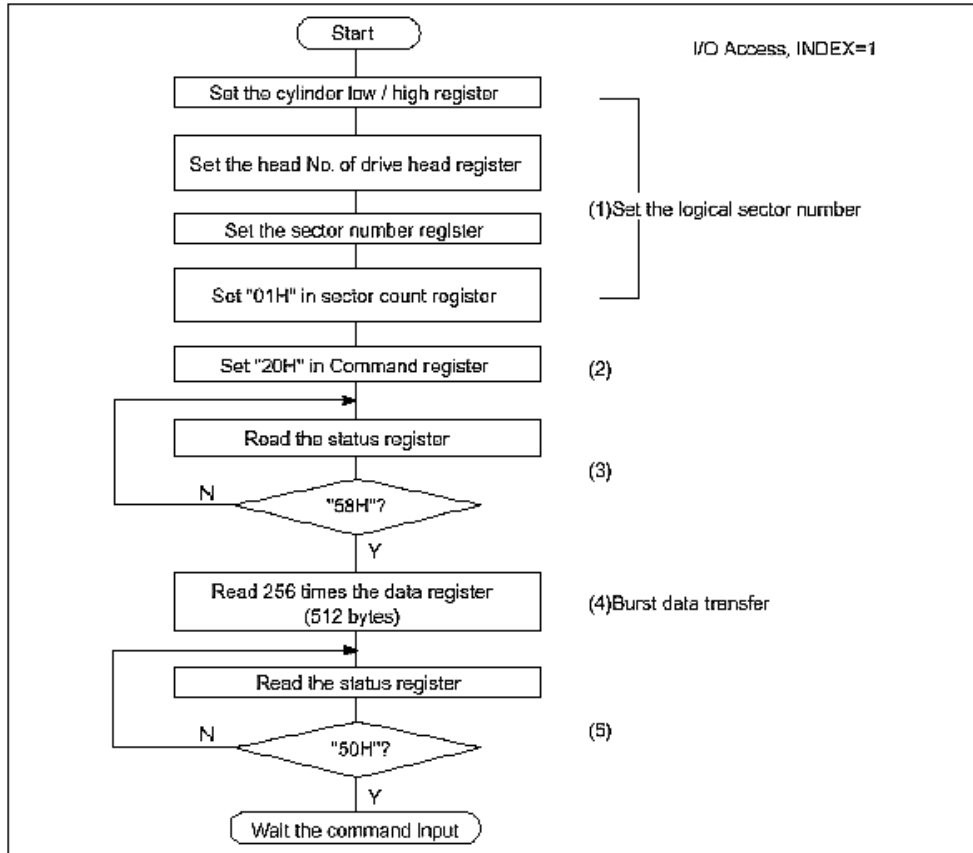 Start
I/O Access, INDEX=1
Set the cylinder low / high register
Set the head No. of drive head register
(1)Set the logical sector number
Set the sector number register
Set "01H" in sector count register
Set "20H" in Command register
(2)
Read the status register
(3)
N
"58H"?
Y
Read 256 times the data register
(512 bytes)
(4)Burst data transfer
Read the status register
N
"50H"?
(5)
Y
Wait the command input